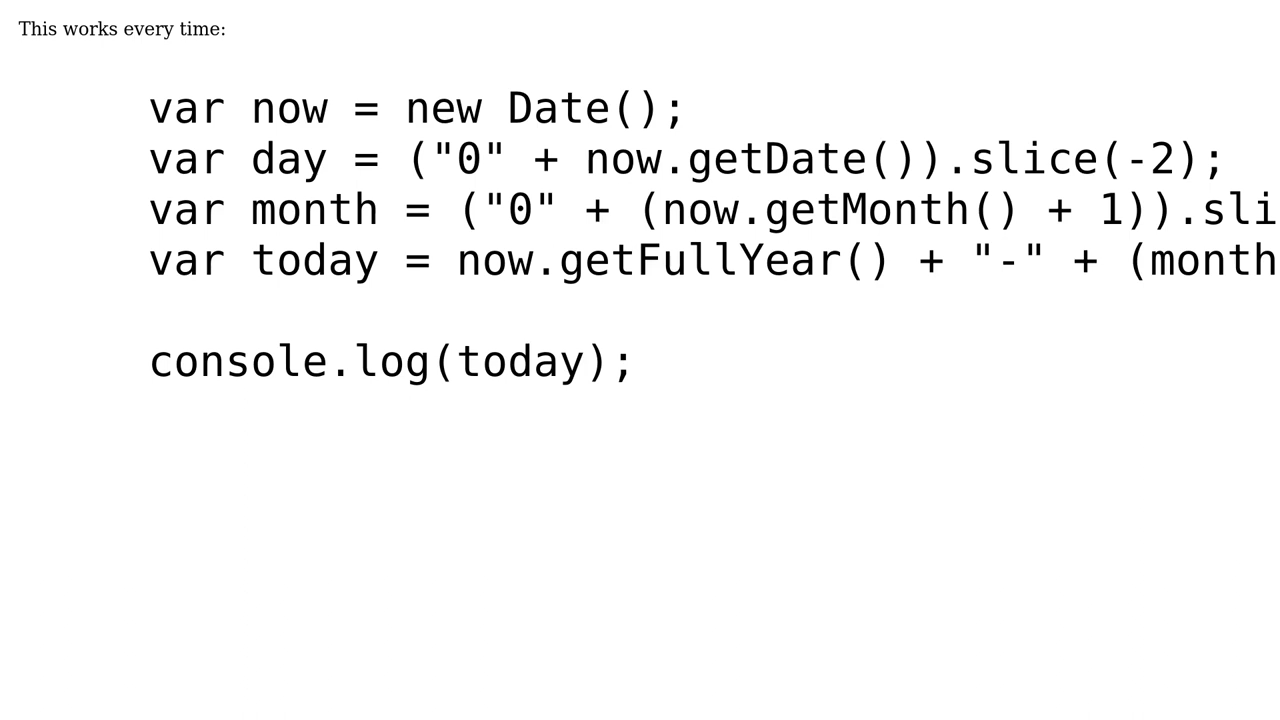 This works every time:
var now = new Date();
var day = ("0" + now.getDate()).slice(-2);
var month = ("0" + (now.getMonth() + 1)).sli
var today = now.getFullYear() + "-" + (month
console.log(today);